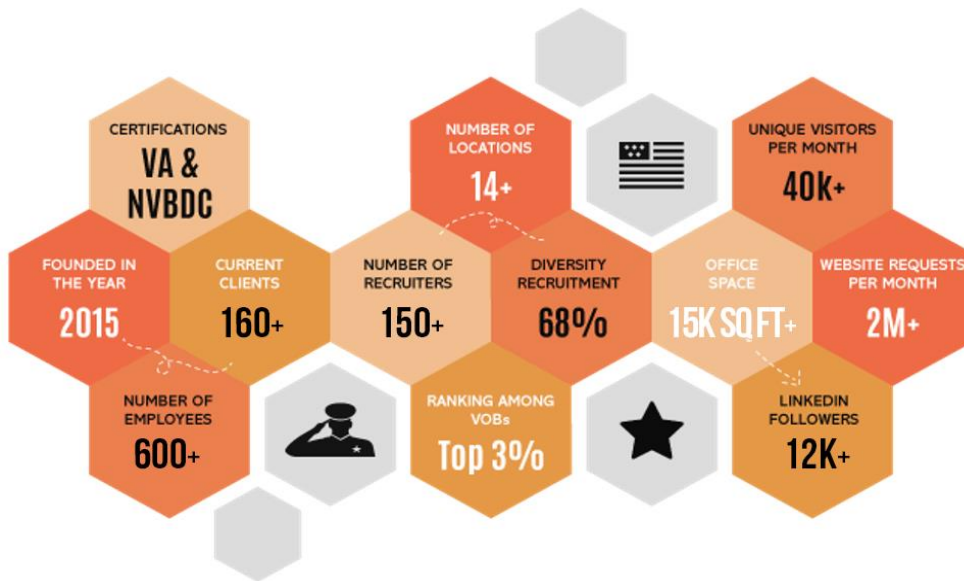 CERTIFICATIONS
VA &
NVBDC
NUMBER OF
LOCATIONS
14+
UNIQUE VISITORS
PER MONTH
40k+
FOUNDED IN
THE YEAR
2015
CURRENT
CLIENTS
160+
NUMBER OF
RECRUITERS
150+
DIVERSITY
RECRUITMENT
68%
OFFICE
SPACE
15K SQ FT+
WEBSITE REQUESTS
PER MONTH
2M+
NUMBER OF
EMPLOYEES
600+
RANKING AMONG
VOBs
Top 3%
LINKEDIN
FOLLOWERS
12K+